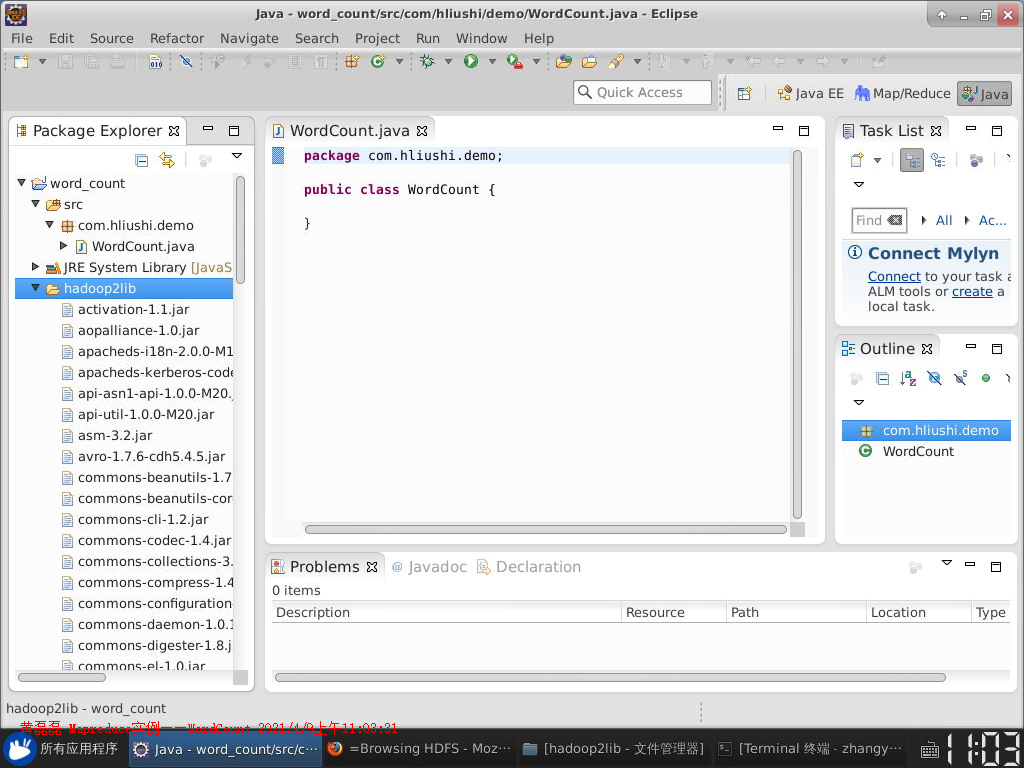 Java - word_count/src/com/hliushi/demo/WordCount.java - Eclipse
File Edit Source Refactor Navigate Search Project Run Window Help
Quick Access
Java EE
Map/Reduce
Java
Package Explorer
word_count
src
com.hliushi.demo
WordCount.java
JRE System Library [JavaS
hadoop2lib
activation-1.1.jar
aopalliance-1.0.jar
apacheds-i18n-2.0.0-M1
apacheds-kerberos-code
api-asn1-api-1.0.0-M20.
api-util-1.0.0-M20.jar
asm-3.2.jar
avro-1.7.6-cdh5.4.5.jar
commons-beanutils-1.7
commons-beanutils-cor
commons-cli-1.2.jar
commons-codec-1.4.jar
commons-collections-3.
commons-compress-1.4
commons-configuration
commons-daemon-1.0.1
commons-digester-1.8.j
commons-el-1.0.jar
WordCount.java
package com.hliushi.demo;
public class WordCount {
}
Task List
Find
All
Ac...
Connect Mylyn
Connect to your task a
ALM tools or create a
local task.
Outline
com.hliushi.demo
WordCount
Problems
@ Javadoc
Declaration
0 items
Description Resource Path Location Type
hadoop2lib - word_count
黄磊磊 Mapreduce实例——WordCount 2021/4/9上午11:03:31
所有应用程序
Java - word_count/src/c···
=Browsing HDFS - Moz···
[hadoop2lib - 文件管理器]
[Terminal 终端 - zhangy···
11:03